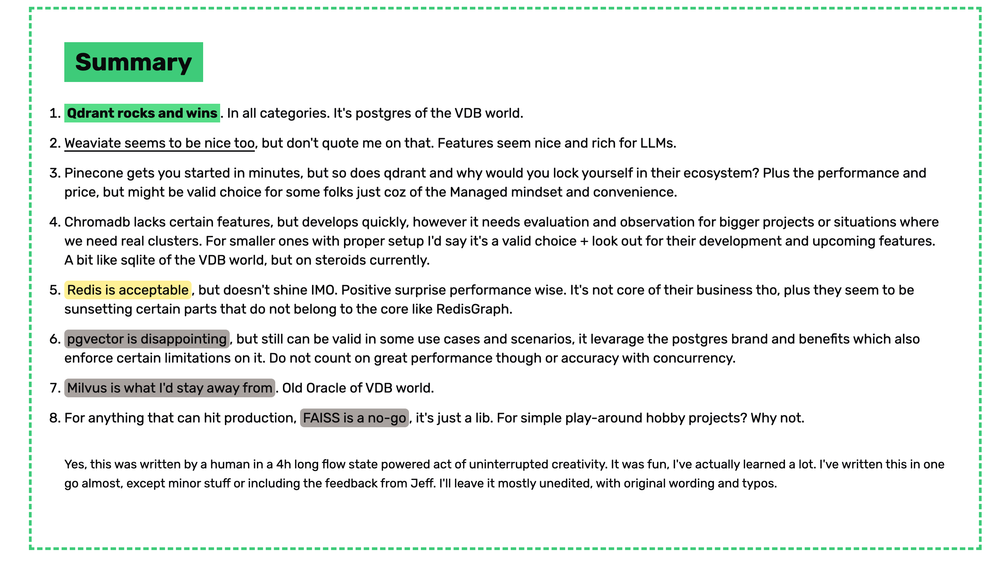 Summary
1. Qdrant rocks and wins. In all categories. It's postgres of the VDB world.
2. Weaviate seems to be nice too, but don't quote me on that. Features seem nice and rich for LLMs.
3. Pinecone gets you started in minutes, but so does qdrant and why would you lock yourself in their ecosystem? Plus the performance and
price, but might be valid choice for some folks just coz of the Managed mindset and convenience.
4. Chromadb lacks certain features, but develops quickly, however it needs evaluation and observation for bigger projects or situations where
we need real clusters. For smaller ones with proper setup I'd say it's a valid choice + look out for their development and upcoming features.
A bit like sqlite of the VDB world, but on steroids currently.
5. Redis is acceptable, but doesn't shine IMO. Positive surprise performance wise. It's not core of their business tho, plus they seem to be
sunsetting certain parts that do not belong to the core like RedisGraph.
6. pgvector is disappointing, but still can be valid in some use cases and scenarios, it levarage the postgres brand and benefits which also
enforce certain limitations on it. Do not count on great performance though or accuracy with concurrency.
7. Milvus is what I'd stay away from. Old Oracle of VDB world.
8. For anything that can hit production, FAISS is a no-go, it's just a lib. For simple play-around hobby projects? Why not.
Yes, this was written by a human in a 4h long flow state powered act of uninterrupted creativity. It was fun, I've actually learned a lot. I've written this in one
go almost, except minor stuff or including the feedback from Jeff. I'll leave it mostly unedited, with original wording and typos.